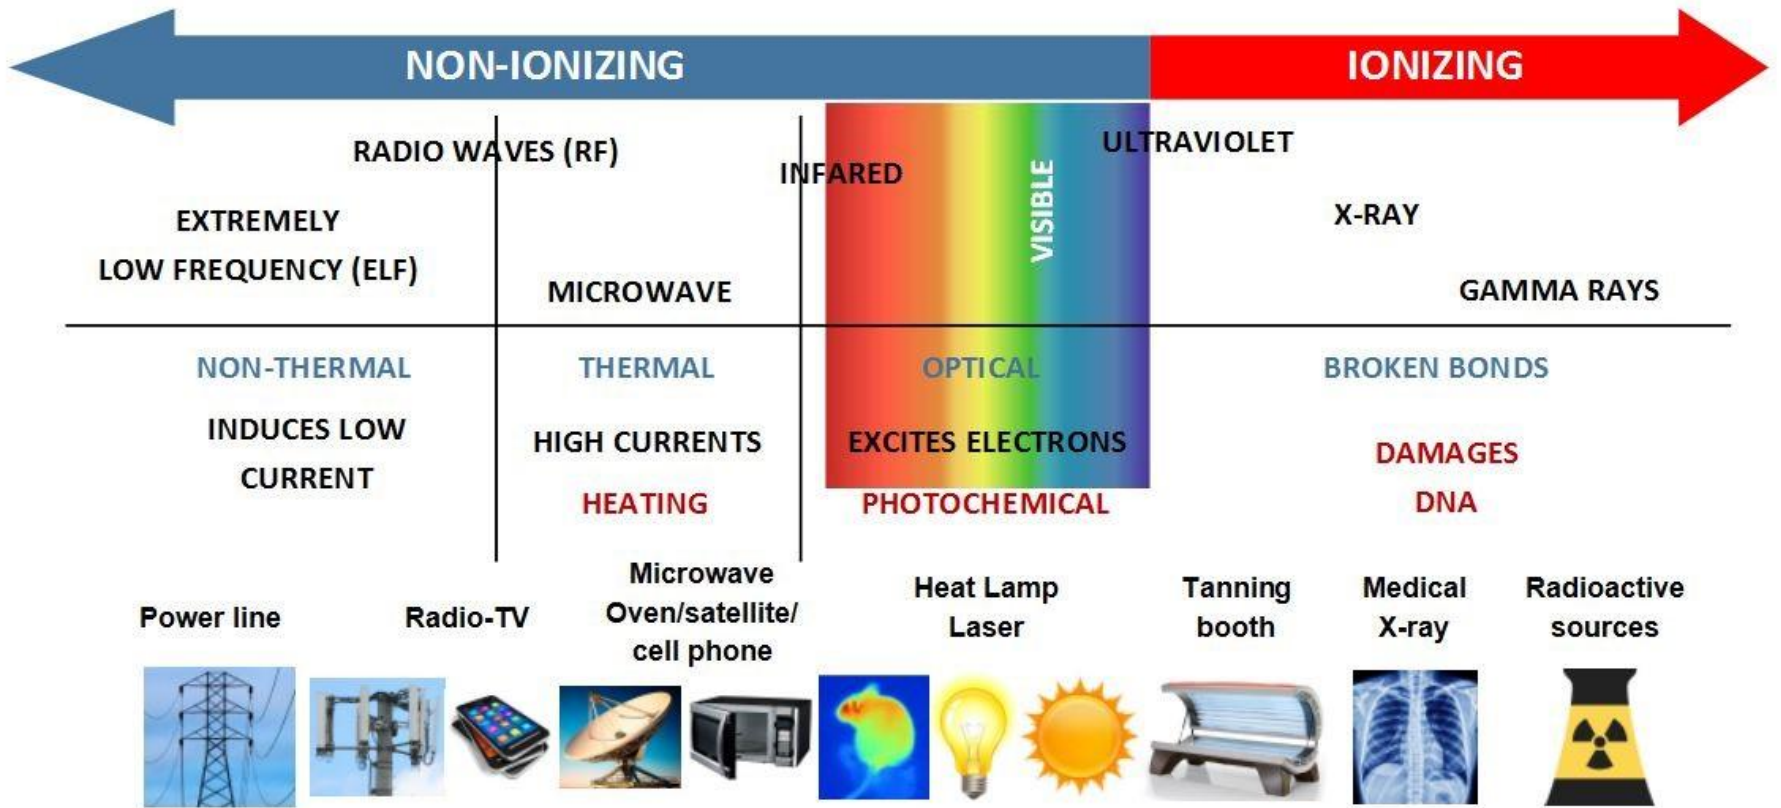 NON-IONIZING
IONIZING
RADIO WAVES (RF)
INFARED
VISIBLE
ULTRAVIOLET
EXTREMELY
LOW FREQUENCY (ELF)
MICROWAVE
X-RAY
GAMMA RAYS
NON-THERMAL
THERMAL
OPTICAL
BROKEN BONDS
INDUCES LOW
CURRENT
HIGH CURRENTS
HEATING
EXCITES ELECTRONS
PHOTOCHEMICAL
DAMAGES
DNA
Power line
Radio-TV
Microwave
Oven/satellite/
cell phone
Heat Lamp
Laser
Tanning
booth
Medical
X-ray
Radioactive
sources